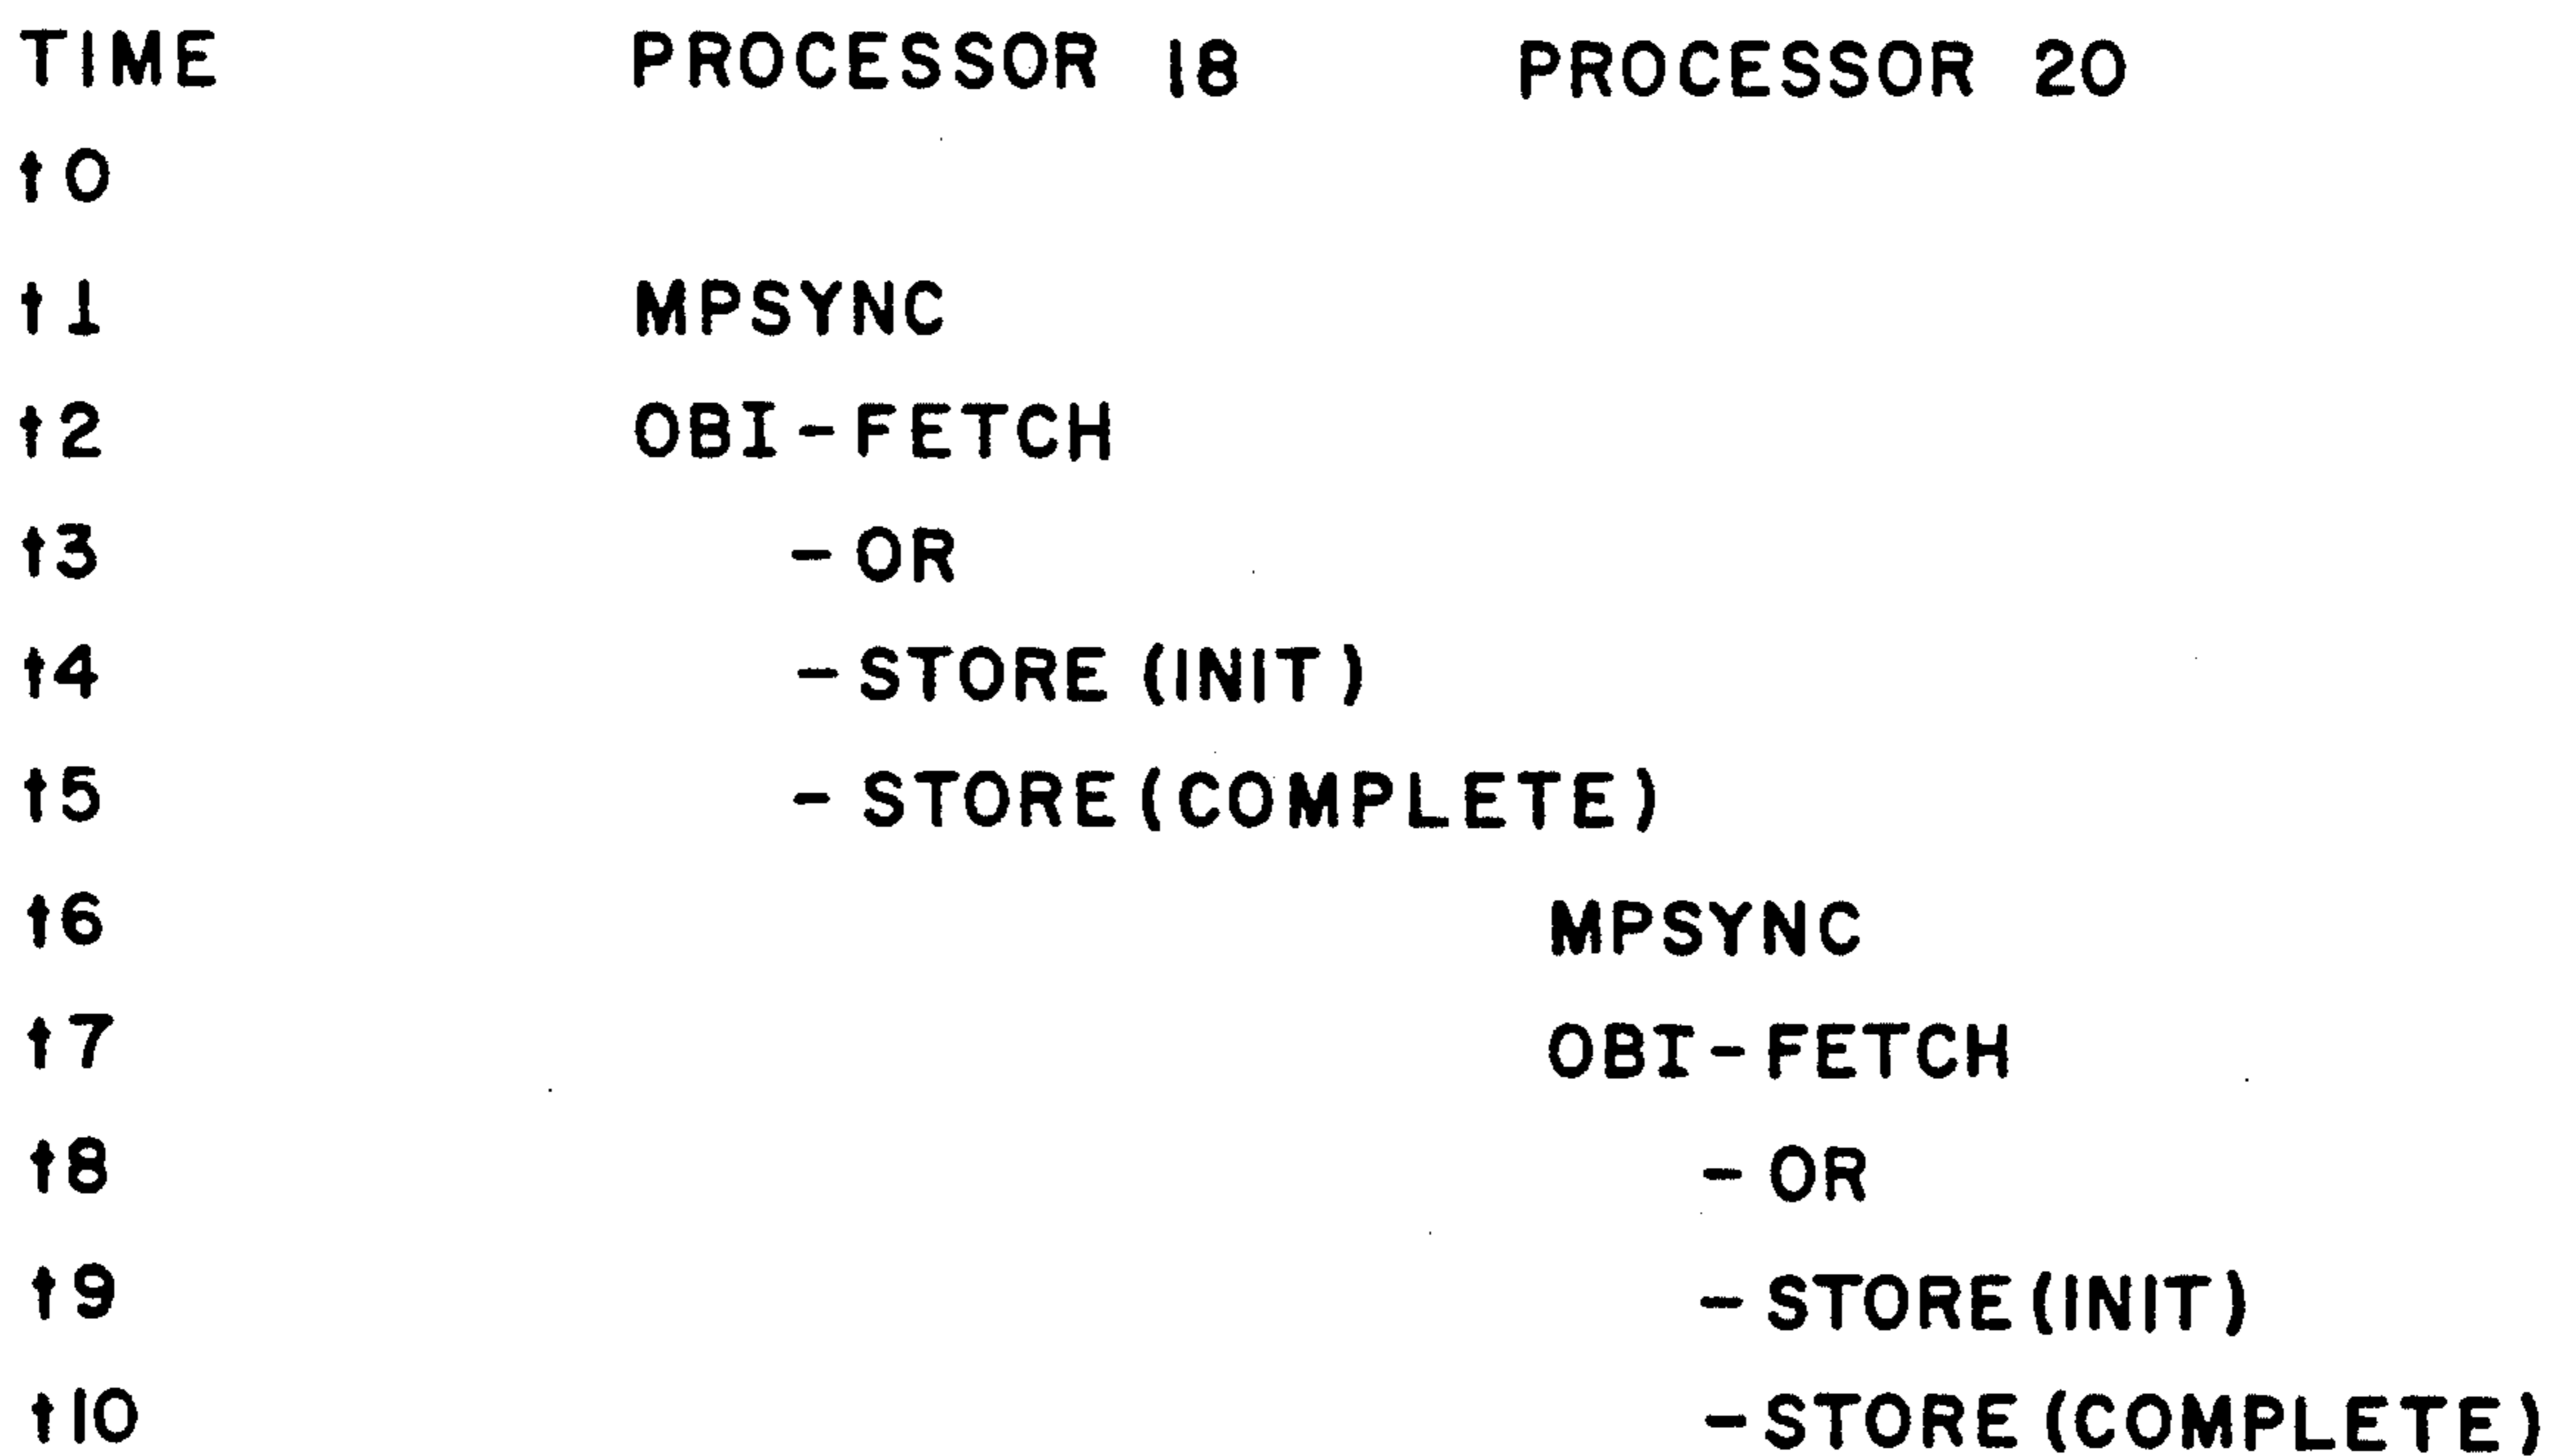 TIME PROCESSOR 18 PROCESSOR 20
t0
t1 MPSYNC
t2 OBI-FETCH
t3 -OR
t4 -STORE (INIT)
t5 -STORE (COMPLETE)
t6 MPSYNC
t7 OBI-FETCH
t8 -OR
t9 -STORE (INIT)
t10 -STORE (COMPLETE)